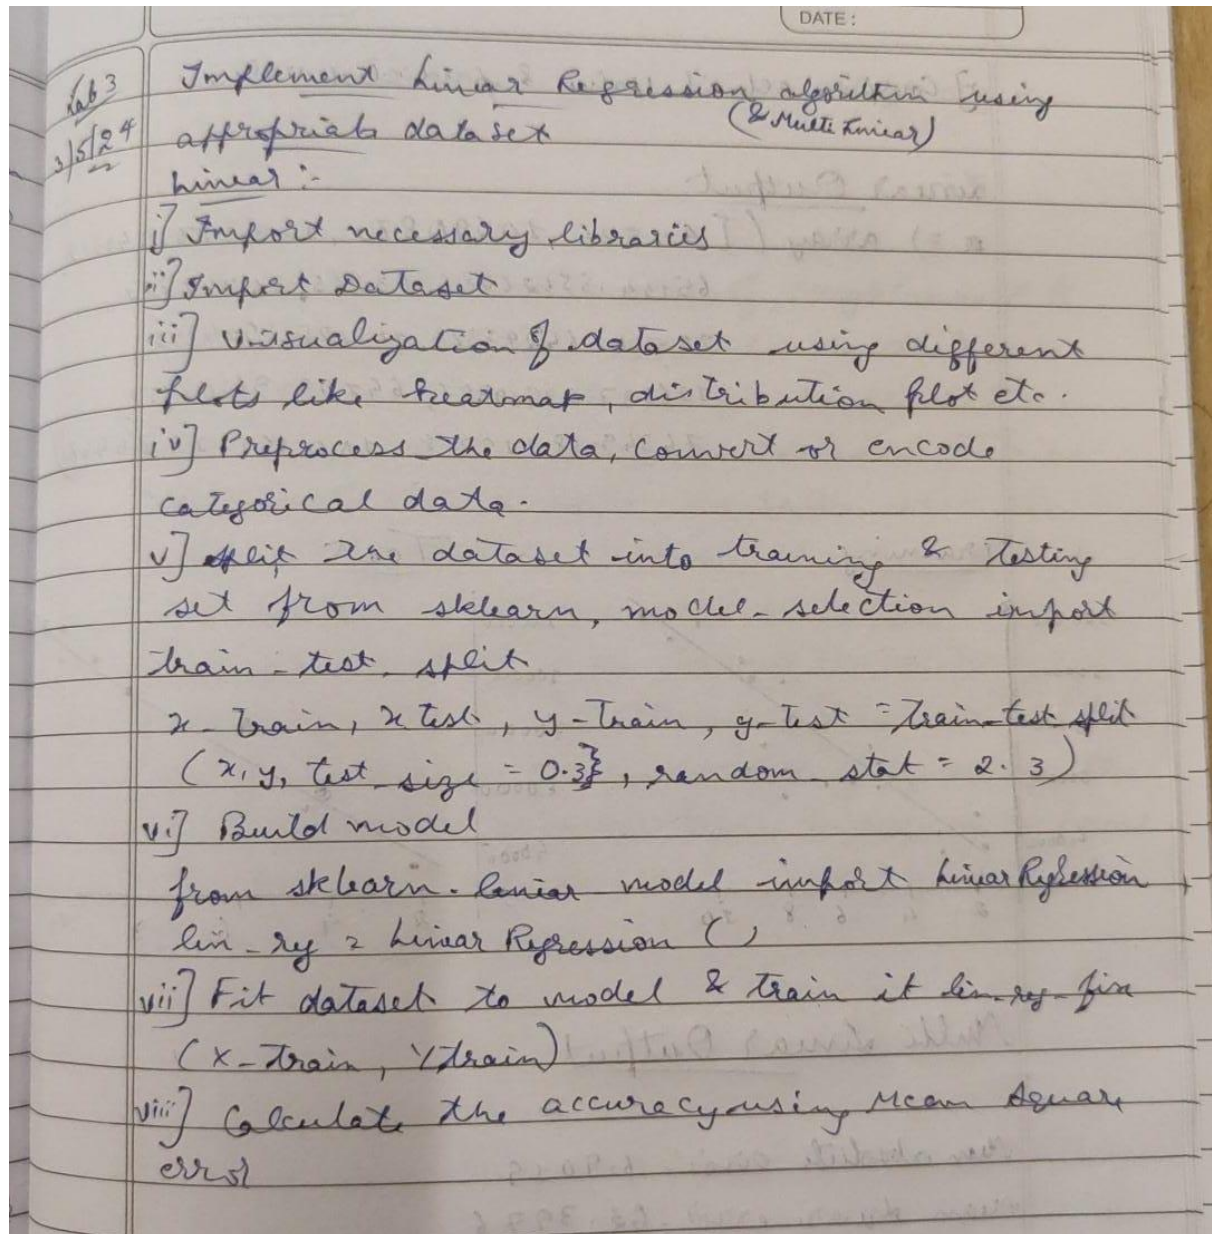 DATE :
Lab 3
3/5/24
Implement Linear Regression algorithm using
(& Multi Linear)
appropriate dataset
Linear :-
i] Import necessary libraries
ii] Import Dataset
iii] Visualization of dataset using different
plots like heatmap, distribution plot etc.
iv] Preprocess the data, convert or encode
categorical data.
v] split the dataset into training & testing
set from sklearn, model-selection import
train-test-split
x-train, x test, y-train, y-test = train-test split
(x, y, test size = 0.3}, random stat = 2. 3)
vi] Build model
from sklearn. linear model import Linear Regression
lin-reg = Linear Regression ()
vii] Fit dataset to model & train it lin-reg-
(x-train, Ytrain)
viii] Calculate the accuracy using Mean square
error